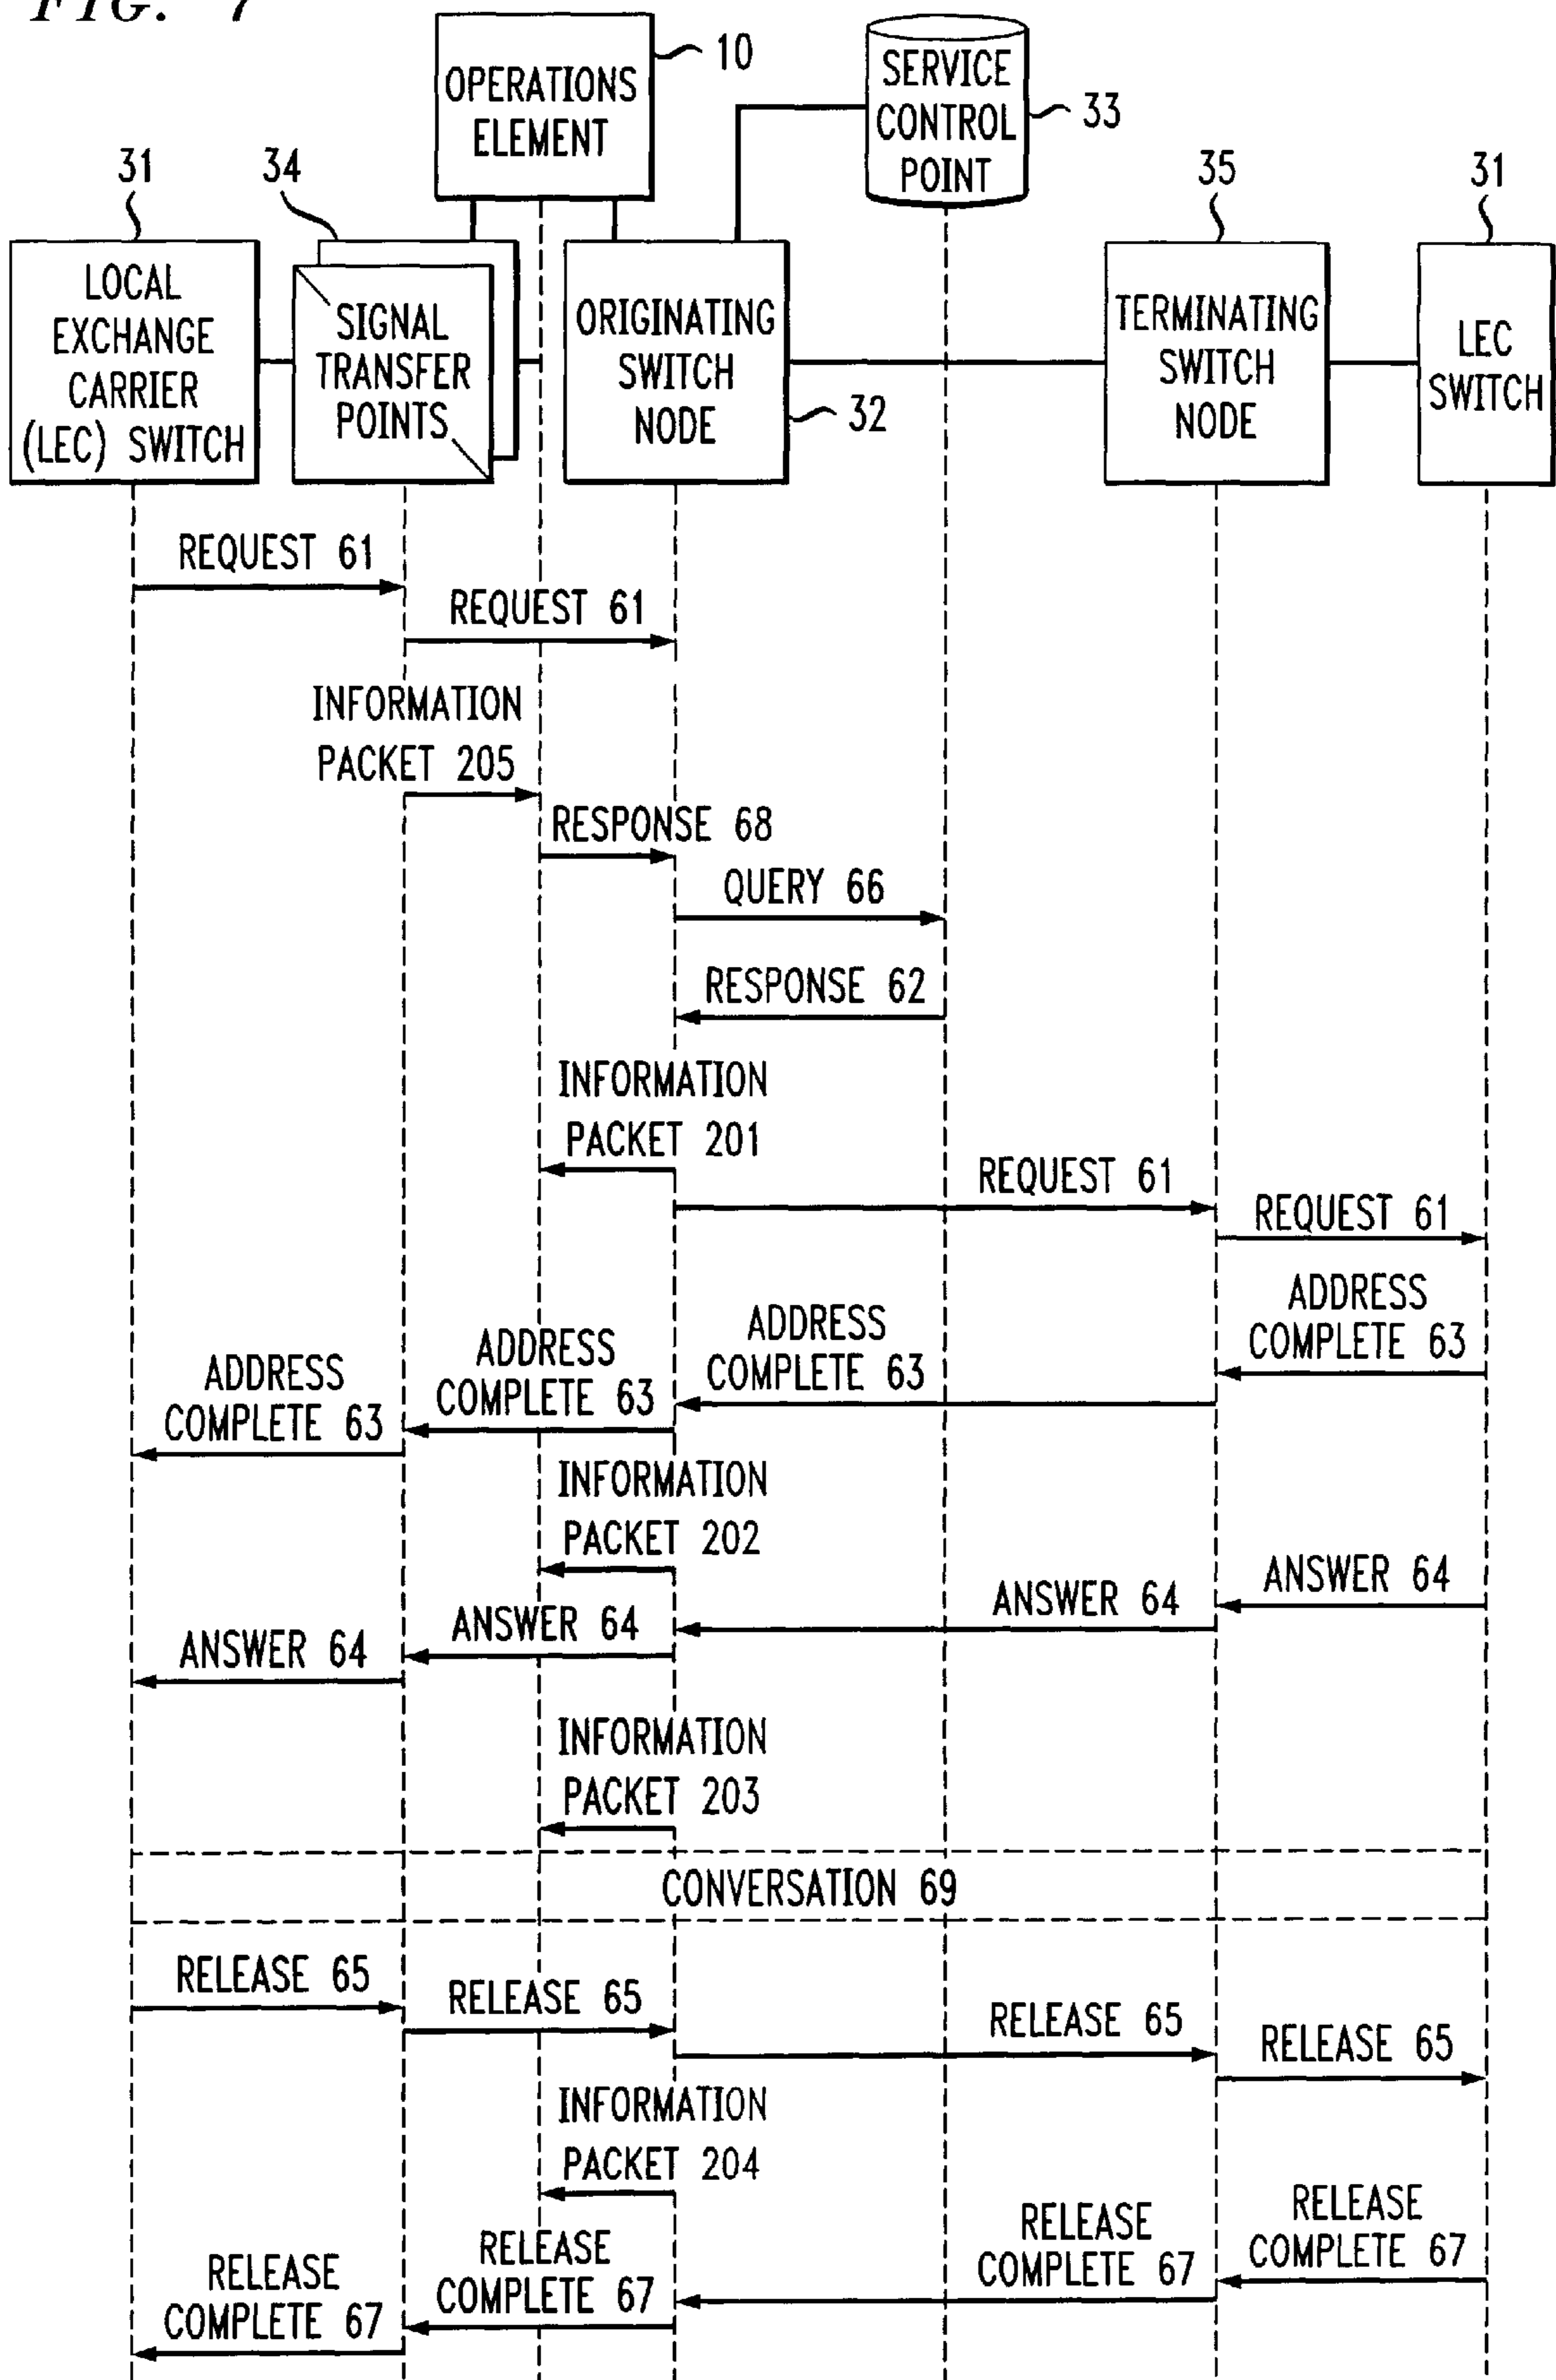 FIG. 7
OPERATIONS
ELEMENT
10
SERVICE
CONTROL
POINT
33
31
34
35
31
LOCAL
EXCHANGE
CARRIER
(LEC) SWITCH
SIGNAL
TRANSFER
POINTS
ORIGINATING
SWITCH
NODE
32
TERMINATING
SWITCH
NODE
LEC
SWITCH
REQUEST 61
REQUEST 61
INFORMATION
PACKET 205
RESPONSE 68
QUERY 66
RESPONSE 62
INFORMATION
PACKET 201
REQUEST 61
REQUEST 61
ADDRESS
COMPLETE 63
ADDRESS
COMPLETE 63
ADDRESS
COMPLETE 63
ADDRESS
COMPLETE 63
INFORMATION
PACKET 202
ANSWER 64
ANSWER 64
ANSWER 64
ANSWER 64
INFORMATION
PACKET 203
CONVERSATION 69
RELEASE 65
RELEASE 65
RELEASE 65
RELEASE 65
INFORMATION
PACKET 204
RELEASE
COMPLETE 67
RELEASE
COMPLETE 67
RELEASE
COMPLETE 67
RELEASE
COMPLETE 67